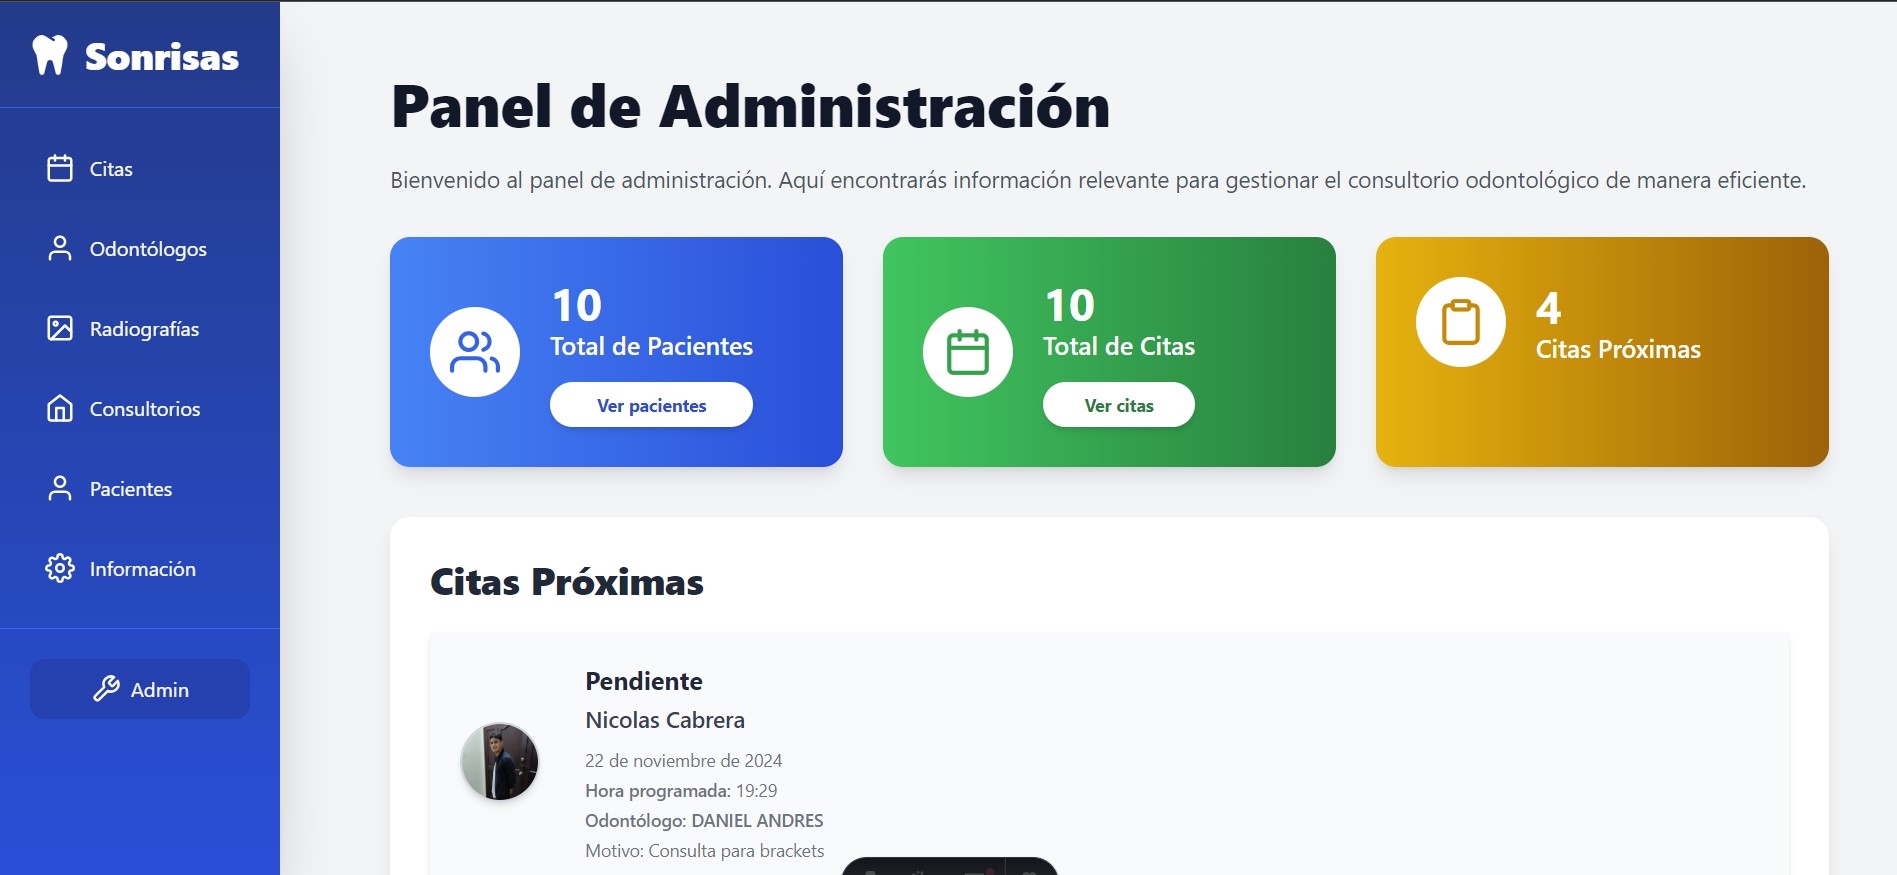 Sonrisas
Citas
Odontólogos
Radiografías
Consultorios
Pacientes
Información
Admin
Panel de Administración
Bienvenido al panel de administración. Aquí encontrarás información relevante para gestionar el consultorio odontológico de manera eficiente.
10
Total de Pacientes
Ver pacientes
10
Total de Citas
Ver citas
4
Citas Próximas
Citas Próximas
Pendiente
Nicolas Cabrera
22 de noviembre de 2024
Hora programada: 19:29
Odontólogo: DANIEL ANDRES
Motivo: Consulta para brackets